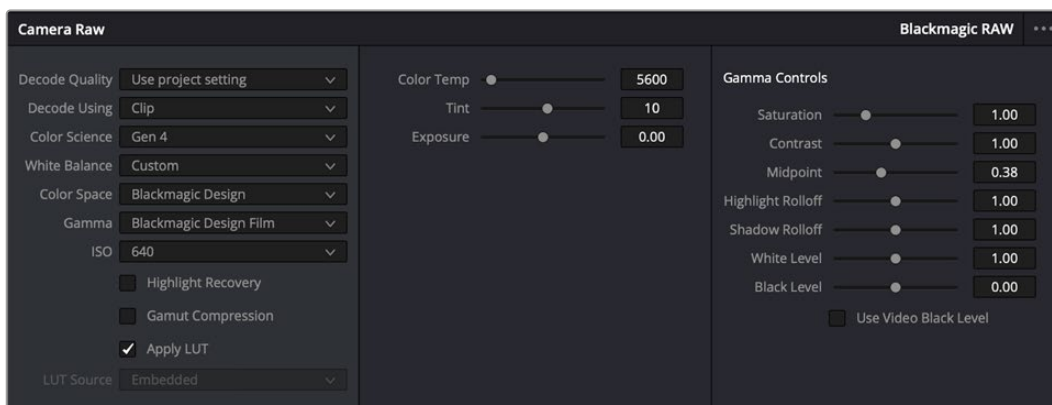 Camera Raw
Blackmagic RAW
Decode Quality Use project setting
Decode Using Clip
Color Science Gen 4
White Balance Custom
Color Space Blackmagic Design
Gamma Blackmagic Design Film
ISO 640
Highlight Recovery
Gamut Compression
Apply LUT
LUT Source Embedded
Color Temp 5600
Tint 10
Exposure 0.00
Gamma Controls
Saturation 1.00
Contrast 1.00
Midpoint 0.38
Highlight Rolloff 1.00
Shadow Rolloff 1.00
White Level 1.00
Black Level 0.00
Use Video Black Level